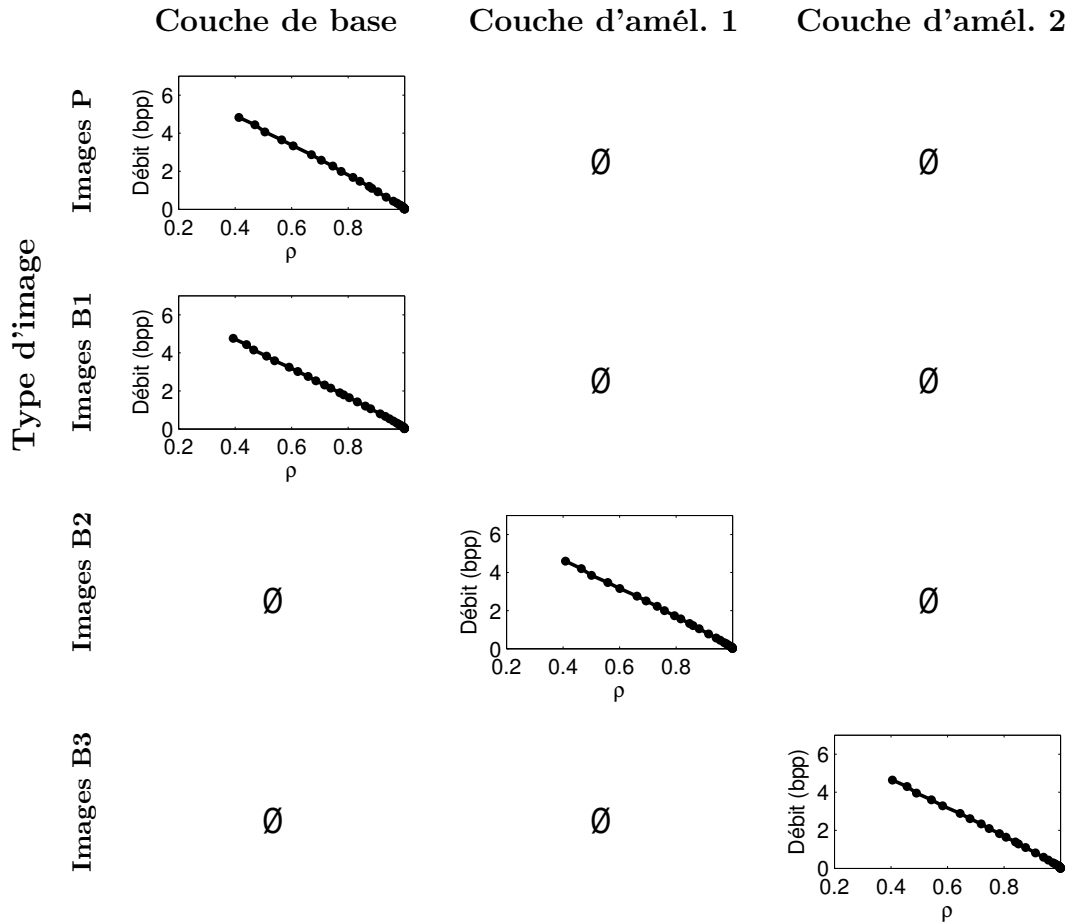 Couche de base Couche d'amél. 1 Couche d'amél. 2
Type d'image
Images P
Débit (bpp)
6
4
2
0
0.2 0.4 0.6 0.8
ρ
Ø Ø
Images B1
Débit (bpp)
6
4
2
0
0.2 0.4 0.6 0.8
ρ
Ø Ø
Images B2
Ø
Débit (bpp)
6
4
2
0
0.2 0.4 0.6 0.8
ρ
Ø
Images B3
Ø Ø
Débit (bpp)
6
4
2
0
0.2 0.4 0.6 0.8
ρ